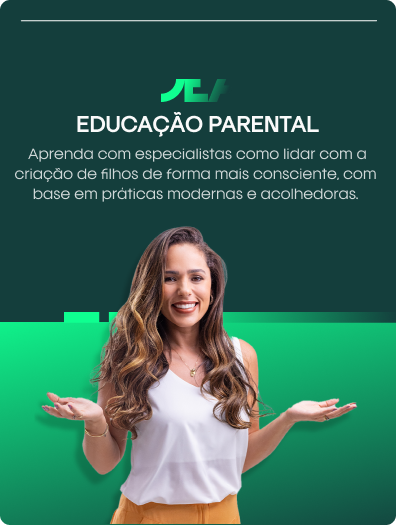 EDUCAÇÃO PARENTAL
Aprenda com especialistas como lidar com a
criação de filhos de forma mais consciente, com
base em práticas modernas e acolhedoras.